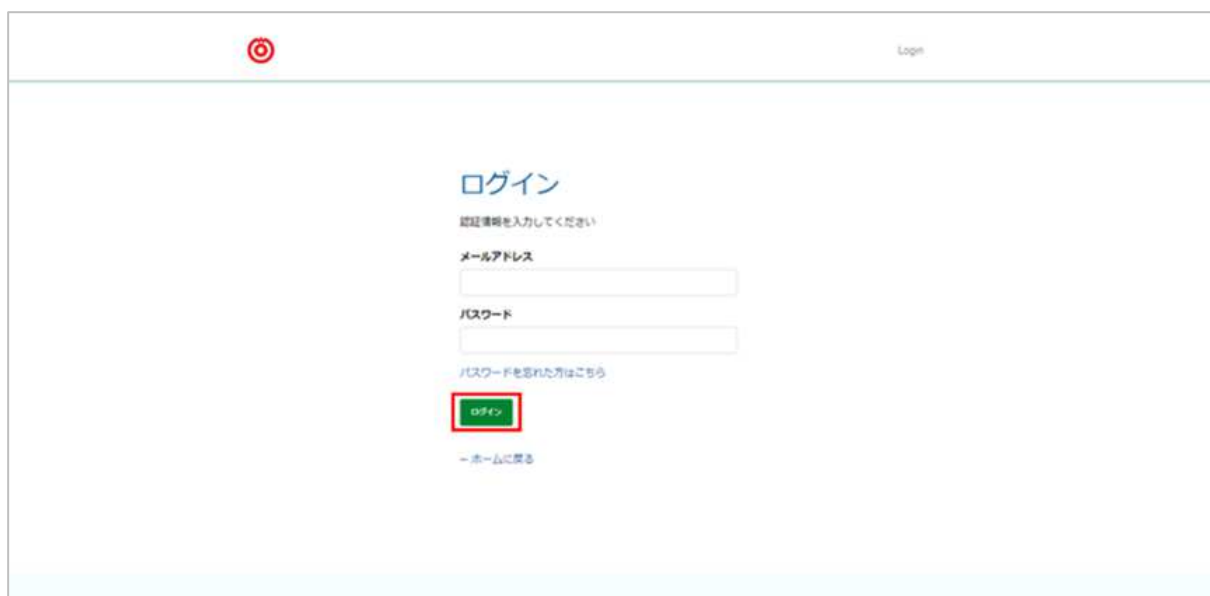 Login
ログイン
認証情報を入力してください
メールアドレス
パスワード
パスワードを忘れた方はこちら
ログイン
← ホームに戻る